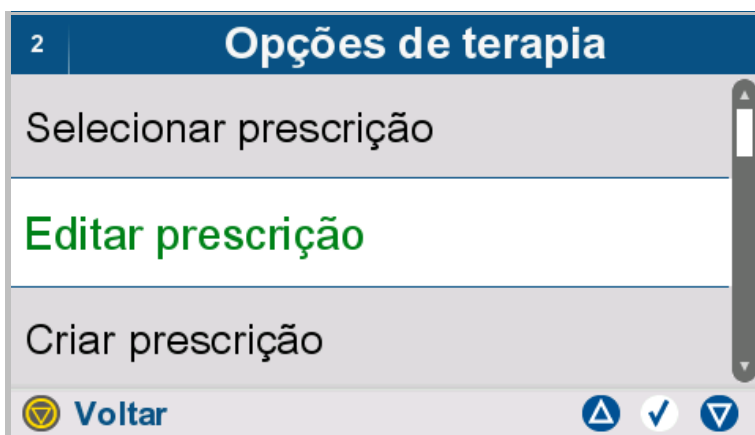 2
Opções de terapia
Selecionar prescrição
Editar prescrição
Criar prescrição
Voltar